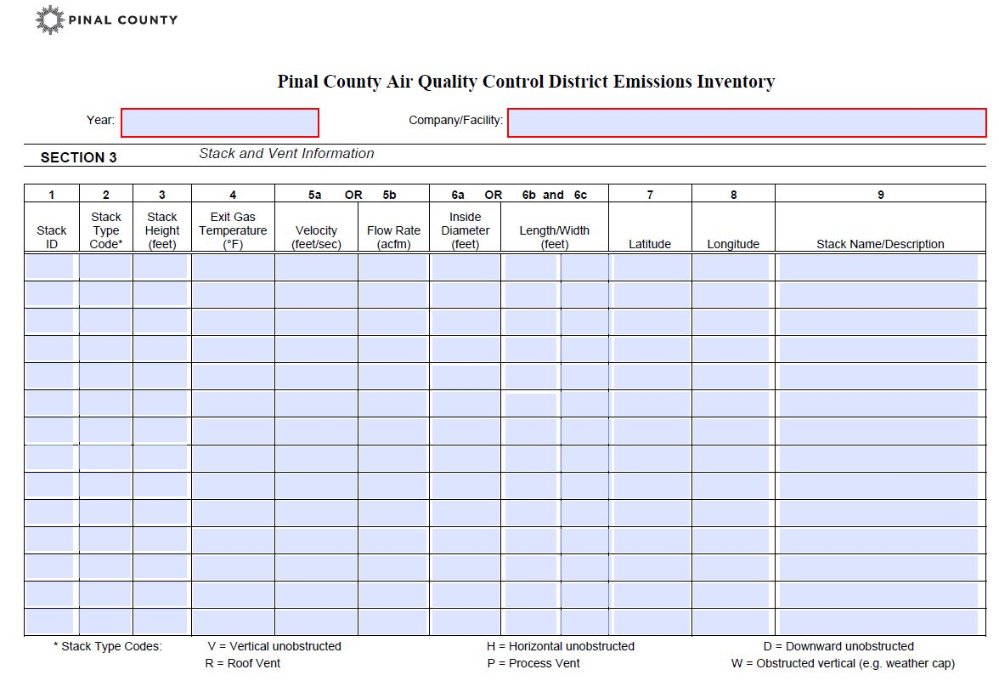 PINAL COUNTY
Pinal County Air Quality Control District Emissions Inventory
Year: Company/Facility:
SECTION 3 Stack and Vent Information
1 2 3 4 5a OR 5b 6a OR 6b and 6c 7 8 9
Stack ID
Stack Type Code*
Stack Height (feet)
Exit Gas Temperature (°F)
Velocity (feet/sec)
Flow Rate (acfm)
Inside Diameter (feet)
Length/Width (feet)
Latitude
Longitude
Stack Name/Description
* Stack Type Codes: V = Vertical unobstructed H = Horizontal unobstructed D = Downward unobstructed
R = Roof Vent P = Process Vent W = Obstructed vertical (e.g. weather cap)